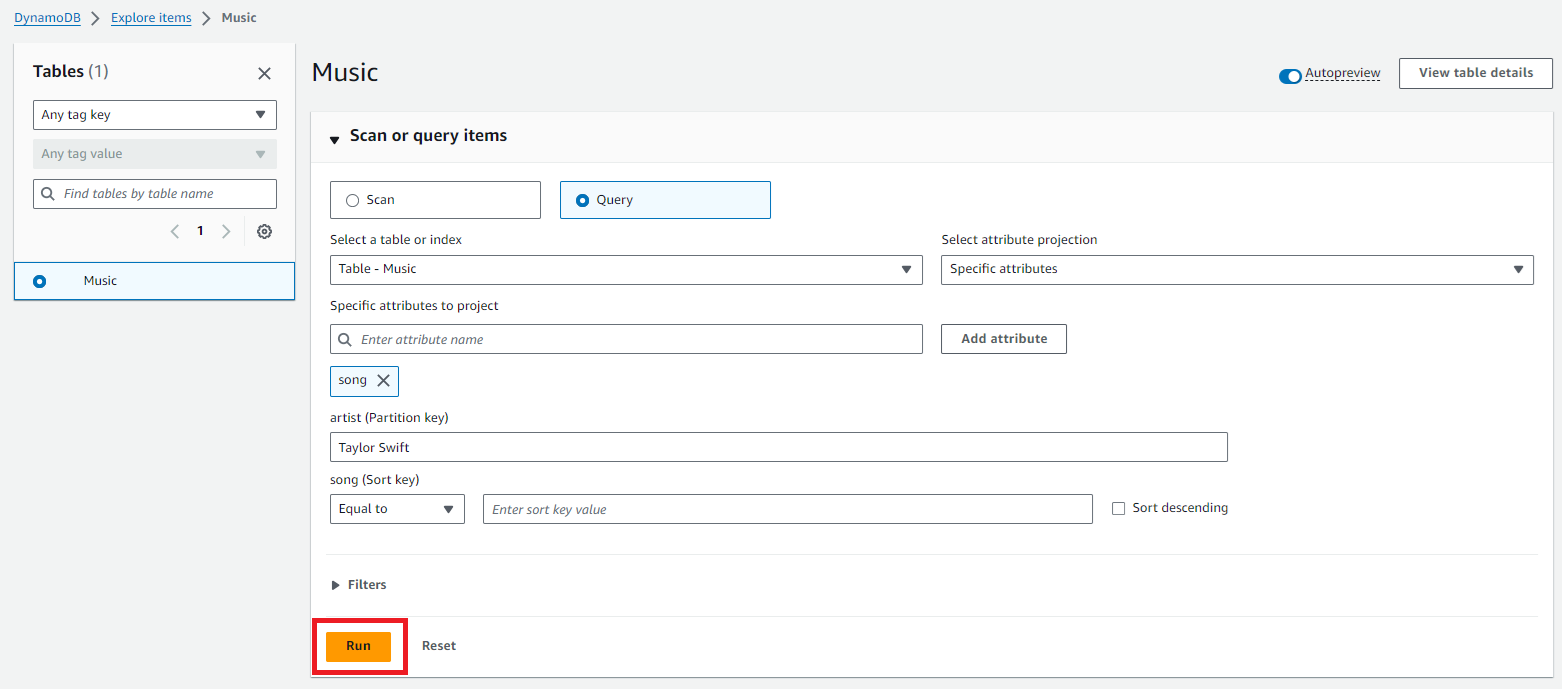 DynamoDB > Explore items > Music
Tables (1)
Any tag key
Any tag value
Find tables by table name
1
Music
Music
Autopreview
View table details
Scan or query items
Scan
Query
Select a table or index
Select attribute projection
Table - Music
Specific attributes
Specific attributes to project
Enter attribute name
Add attribute
song
artist (Partition key)
Taylor Swift
song (Sort key)
Equal to
Enter sort key value
Sort descending
Filters
Run
Reset